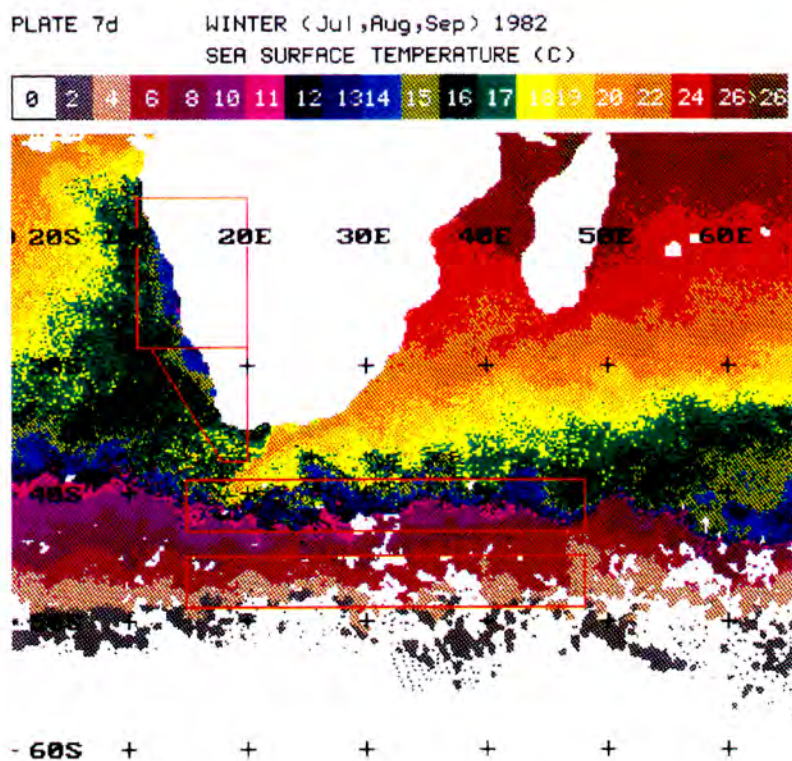 PLATE 7d WINTER (Jul,Aug,Sep) 1982
SEA SURFACE TEMPERATURE (C)
0 2 4 6 8 10 11 12 13 14 15 16 17 18 19 20 22 24 26 >26
20S 20E 30E 40E 50E 60E
40S
60S